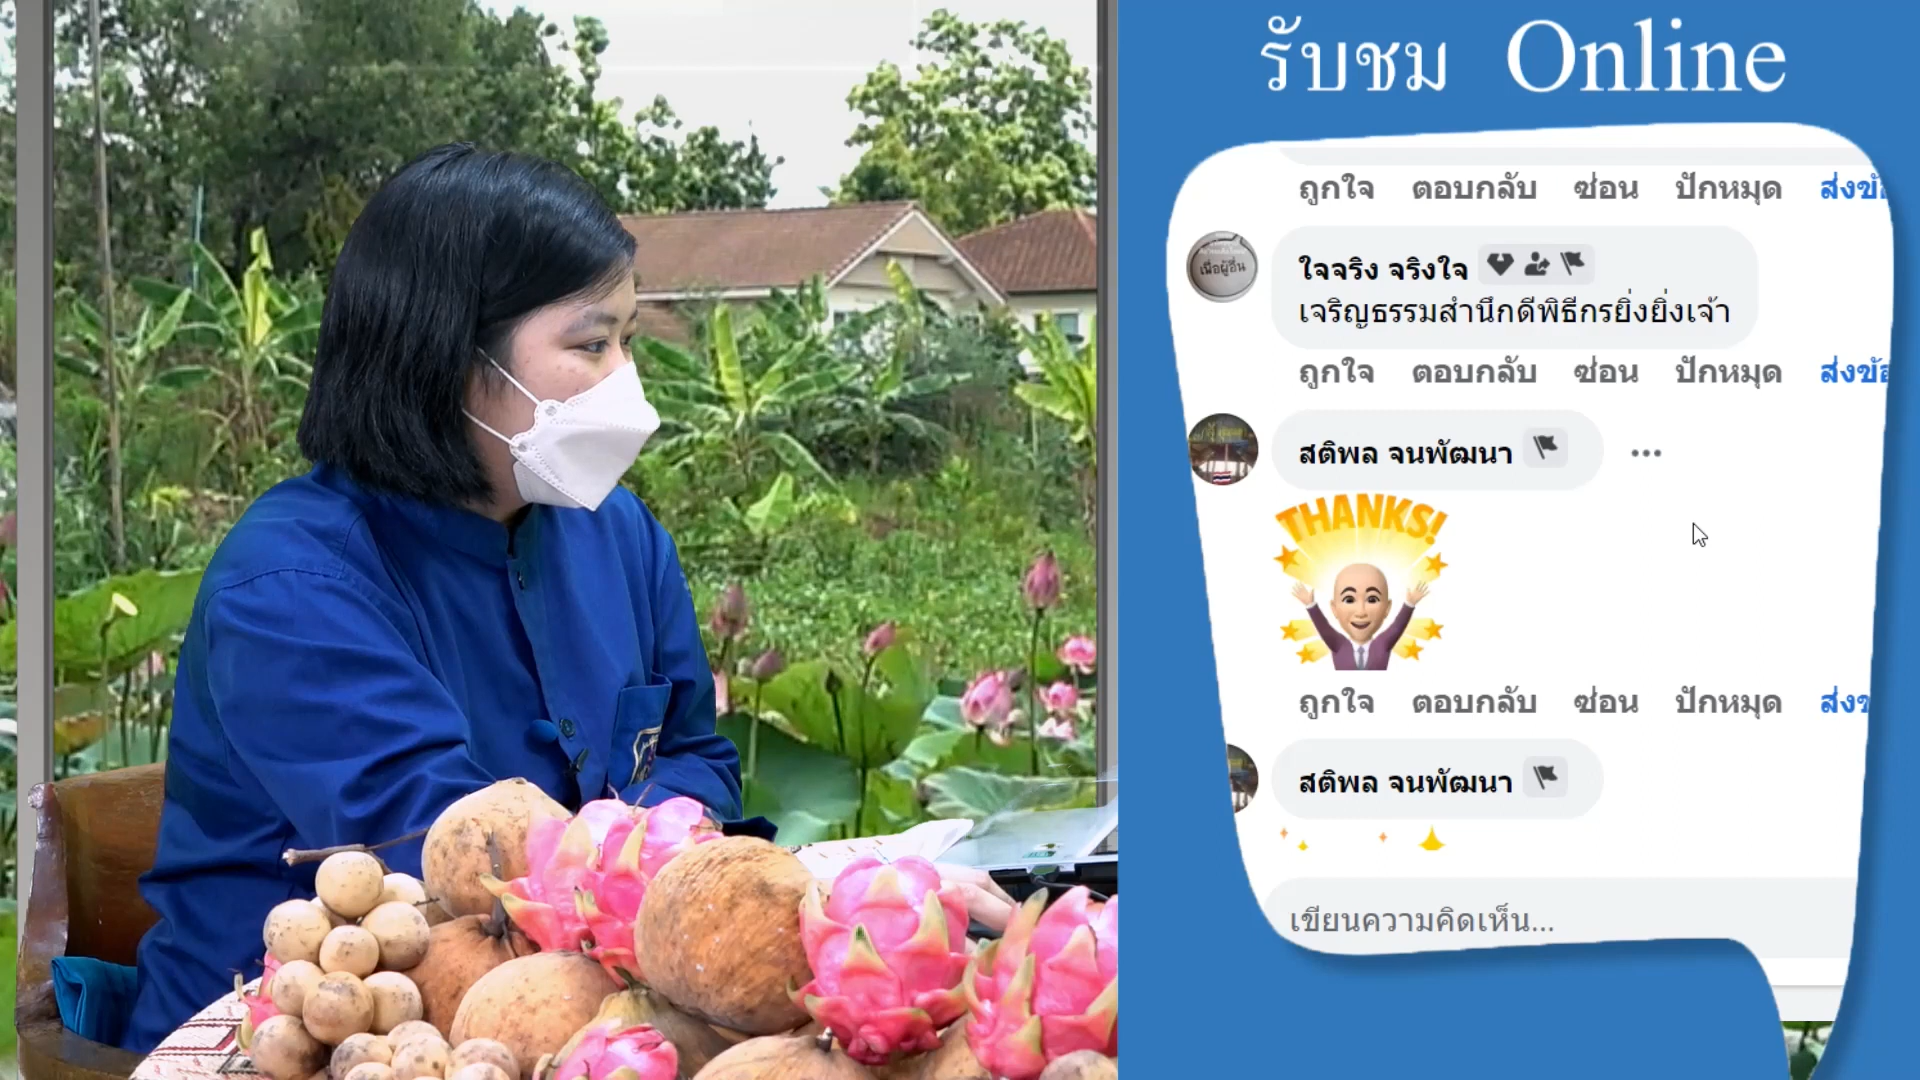 รับชม Online
ถูกใจ ตอบกลับ ซ่อน ปักหมุด
เพื่อผู้อื่น
ใจจริง จริงใจ
เจริญธรรมสำนึกดีพิธีกรยิ่งยิ่งเจ้า
ถูกใจ ตอบกลับ ซ่อน ปักหมุด
สติพล จนพัฒนา
THANKS!
ถูกใจ ตอบกลับ ซ่อน ปักหมุด
สติพล จนพัฒนา
เขียนความคิดเห็น...